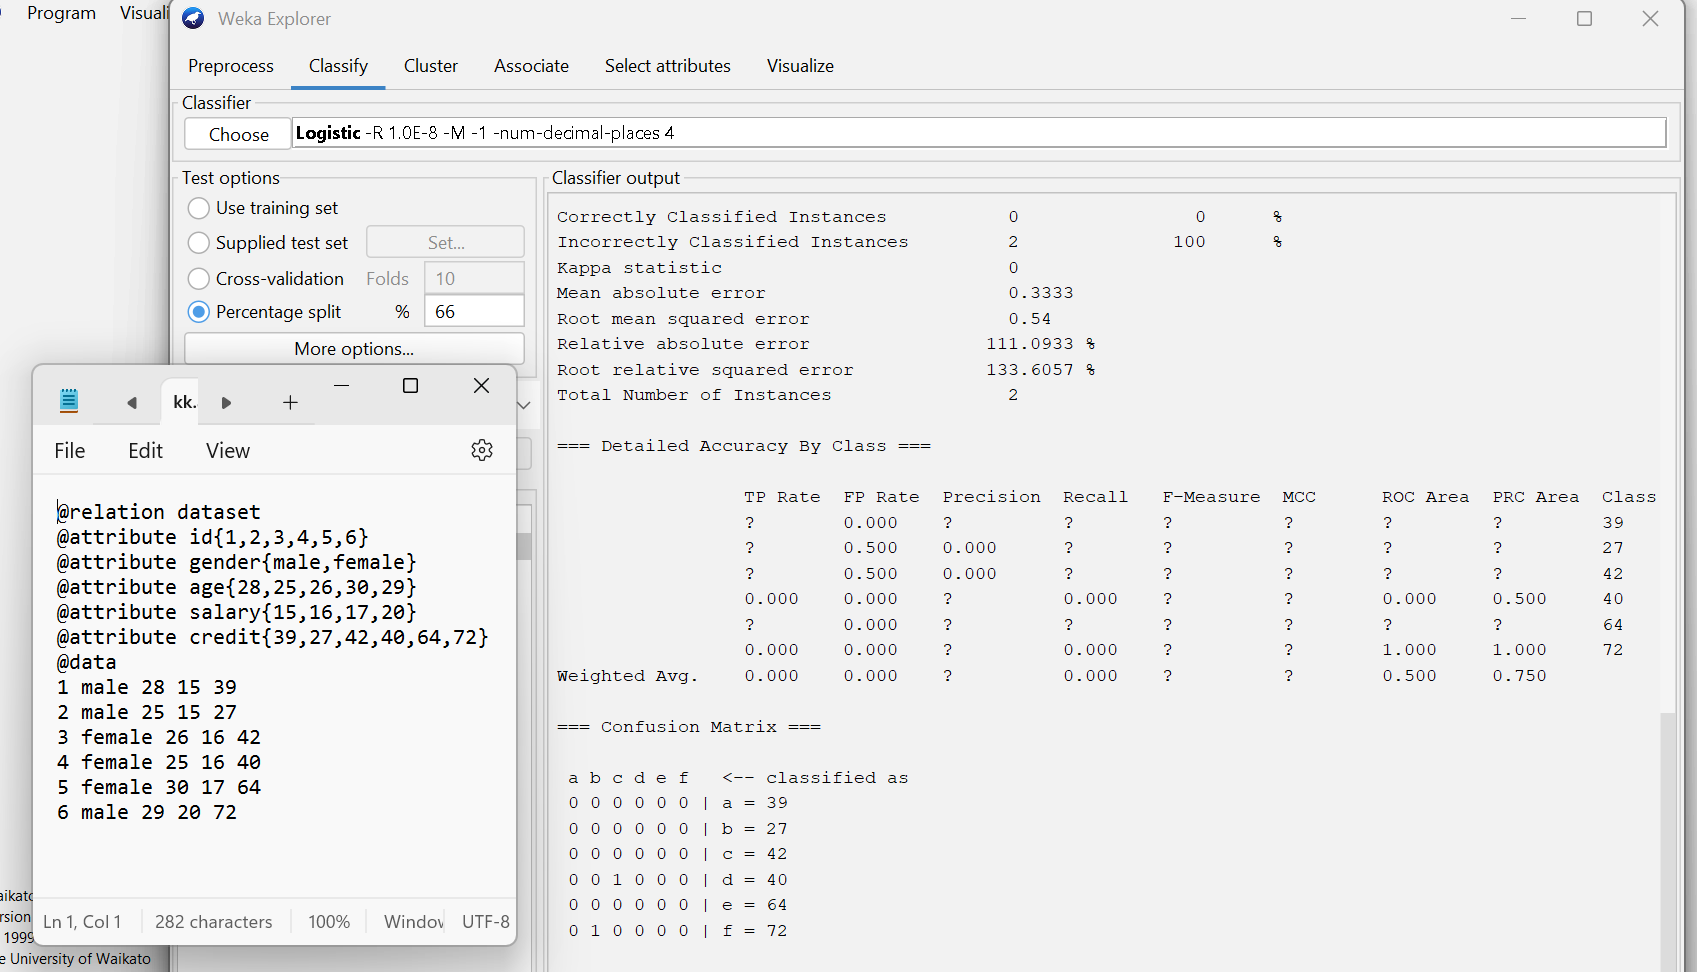 Program Visuali
Weka Explorer
Preprocess Classify Cluster Associate Select attributes Visualize
Classifier
Choose Logistic -R 1.0E-8 -M -1 -num-decimal-places 4
Test options
Use training set
Supplied test set Set...
Cross-validation Folds 10
Percentage split % 66
More options...
Classifier output
Correctly Classified Instances 0 0 %
Incorrectly Classified Instances 2 100 %
Kappa statistic 0
Mean absolute error 0.3333
Root mean squared error 0.54
Relative absolute error 111.0933 %
Root relative squared error 133.6057 %
Total Number of Instances 2
=== Detailed Accuracy By Class ===
TP Rate FP Rate Precision Recall F-Measure MCC ROC Area PRC Area Class
? 0.000 ? ? ? ? ? ? 39
? 0.500 0.000 ? ? ? ? ? 27
? 0.500 0.000 ? ? ? ? ? 42
0.000 0.000 ? 0.000 ? ? 0.000 0.500 40
? 0.000 ? ? ? ? ? ? 64
0.000 0.000 ? 0.000 ? ? 1.000 1.000 72
Weighted Avg. 0.000 0.000 ? 0.000 ? ? 0.500 0.750
=== Confusion Matrix ===
a b c d e f <-- classified as
0 0 0 0 0 0 | a = 39
0 0 0 0 0 0 | b = 27
0 0 0 0 0 0 | c = 42
0 0 1 0 0 0 | d = 40
0 0 0 0 0 0 | e = 64
0 1 0 0 0 0 | f = 72
kk.
File Edit View
@relation dataset
@attribute id{1,2,3,4,5,6}
@attribute gender{male,female}
@attribute age{28,25,26,30,29}
@attribute salary{15,16,17,20}
@attribute credit{39,27,42,40,64,72}
@data
1 male 28 15 39
2 male 25 15 27
3 female 26 16 42
4 female 25 16 40
5 female 30 17 64
6 male 29 20 72
Ln 1, Col 1 282 characters 100% Window UTF-8
aikato
rsion
1999
e University of Waikato